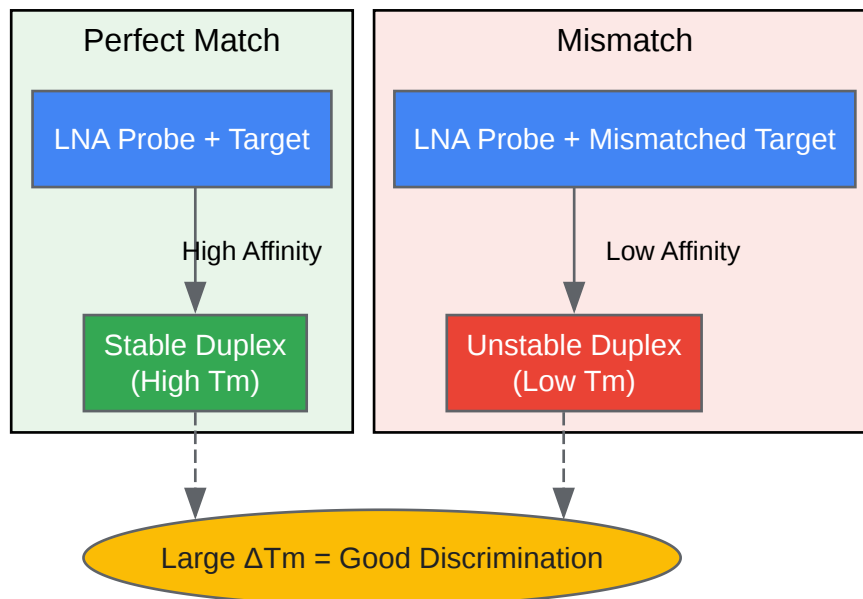 Perfect Match
LNA Probe + Target
High Affinity
Stable Duplex
(High Tm)
Mismatch
LNA Probe + Mismatched Target
Low Affinity
Unstable Duplex
(Low Tm)
Large ΔTm = Good Discrimination